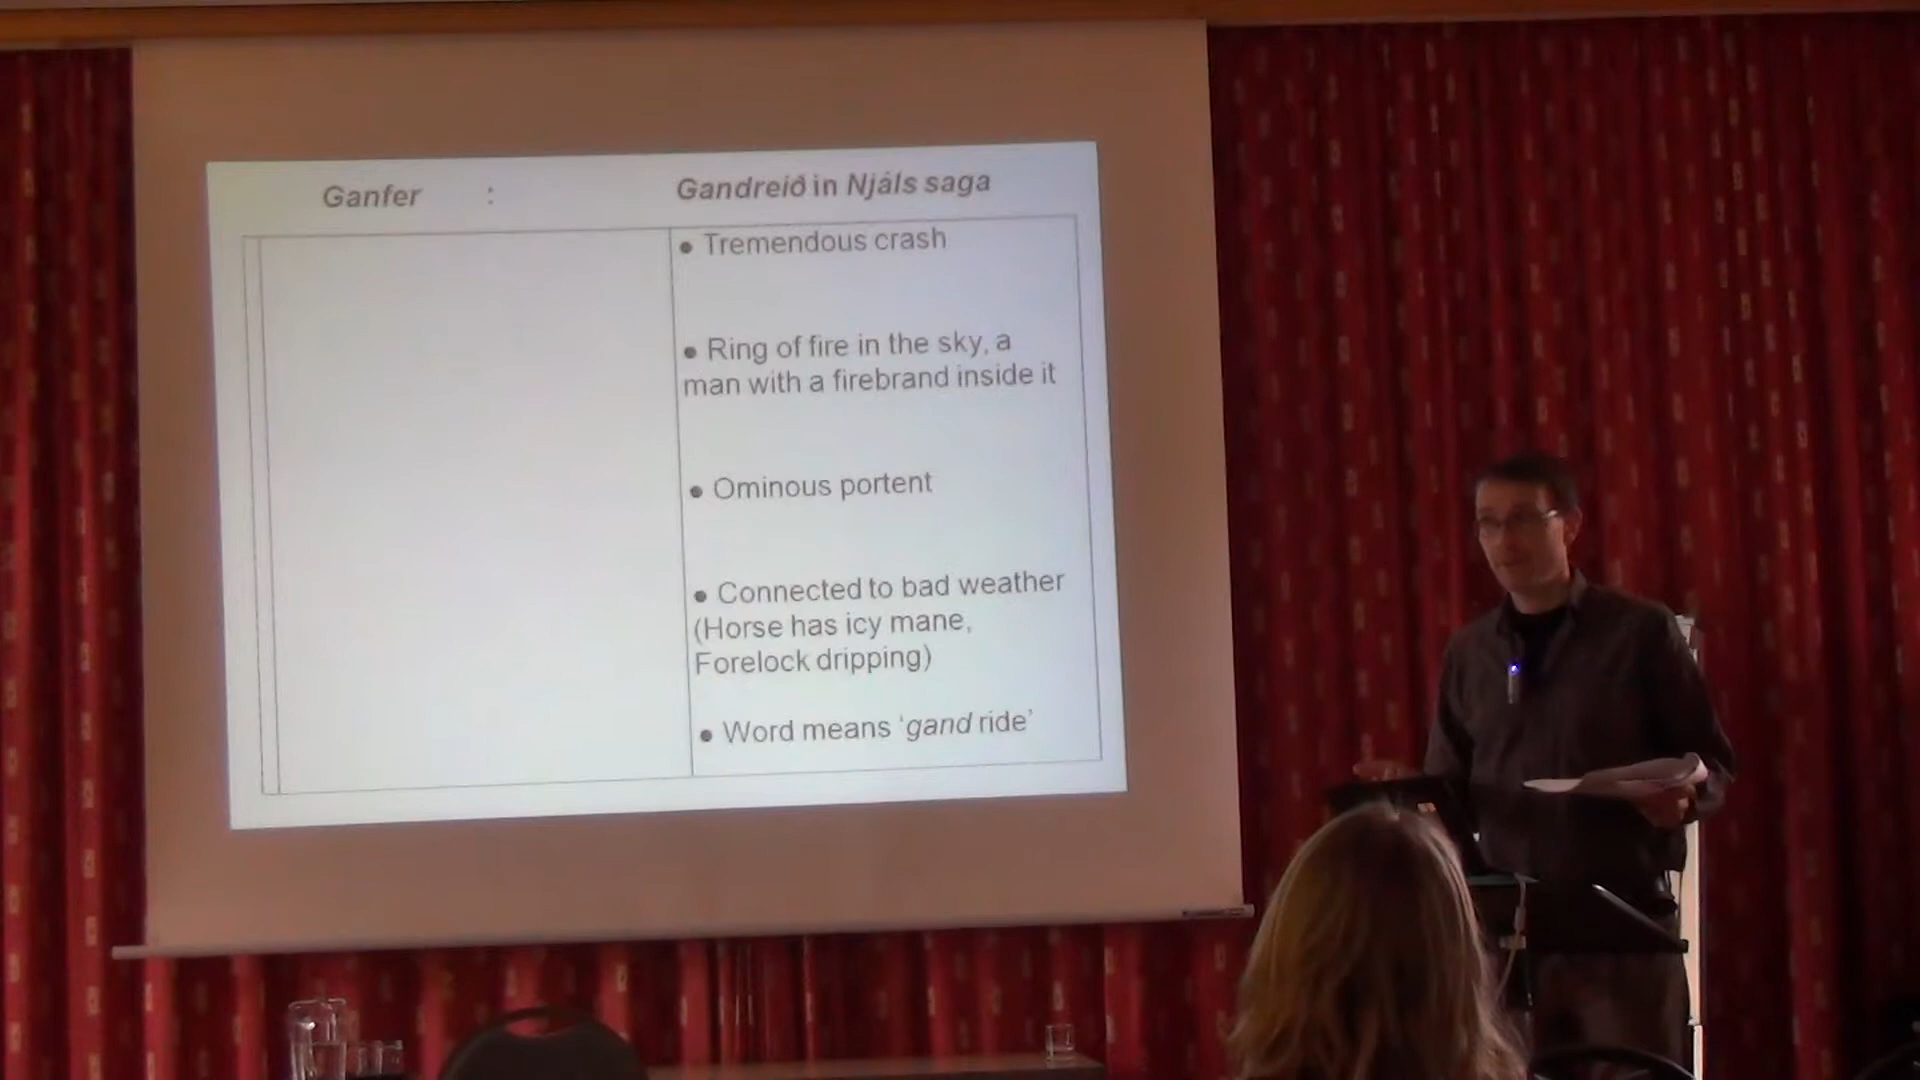 Ganfer : Gandreið in Njáls saga
● Tremendous crash
● Ring of fire in the sky, a
man with a firebrand inside it
● Ominous portent
● Connected to bad weather
(Horse has icy mane,
Forelock dripping)
● Word means ‘gand ride’